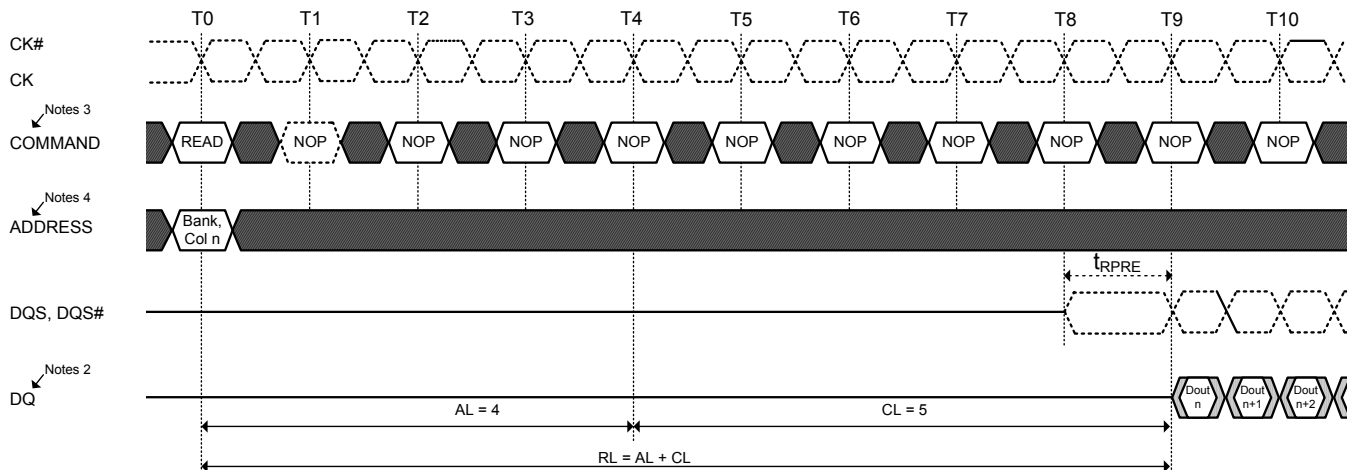 T0 T1 T2 T3 T4 T5 T6 T7 T8 T9 T10
CK#
CK
Notes 3
COMMAND READ NOP NOP NOP NOP NOP NOP NOP NOP NOP NOP
Notes 4
ADDRESS
Bank,
Col n
tRPRE
DQS, DQS#
Notes 2
DQ
Dout
n
Dout
n+1
Dout
n+2
AL = 4
CL = 5
RL = AL + CL